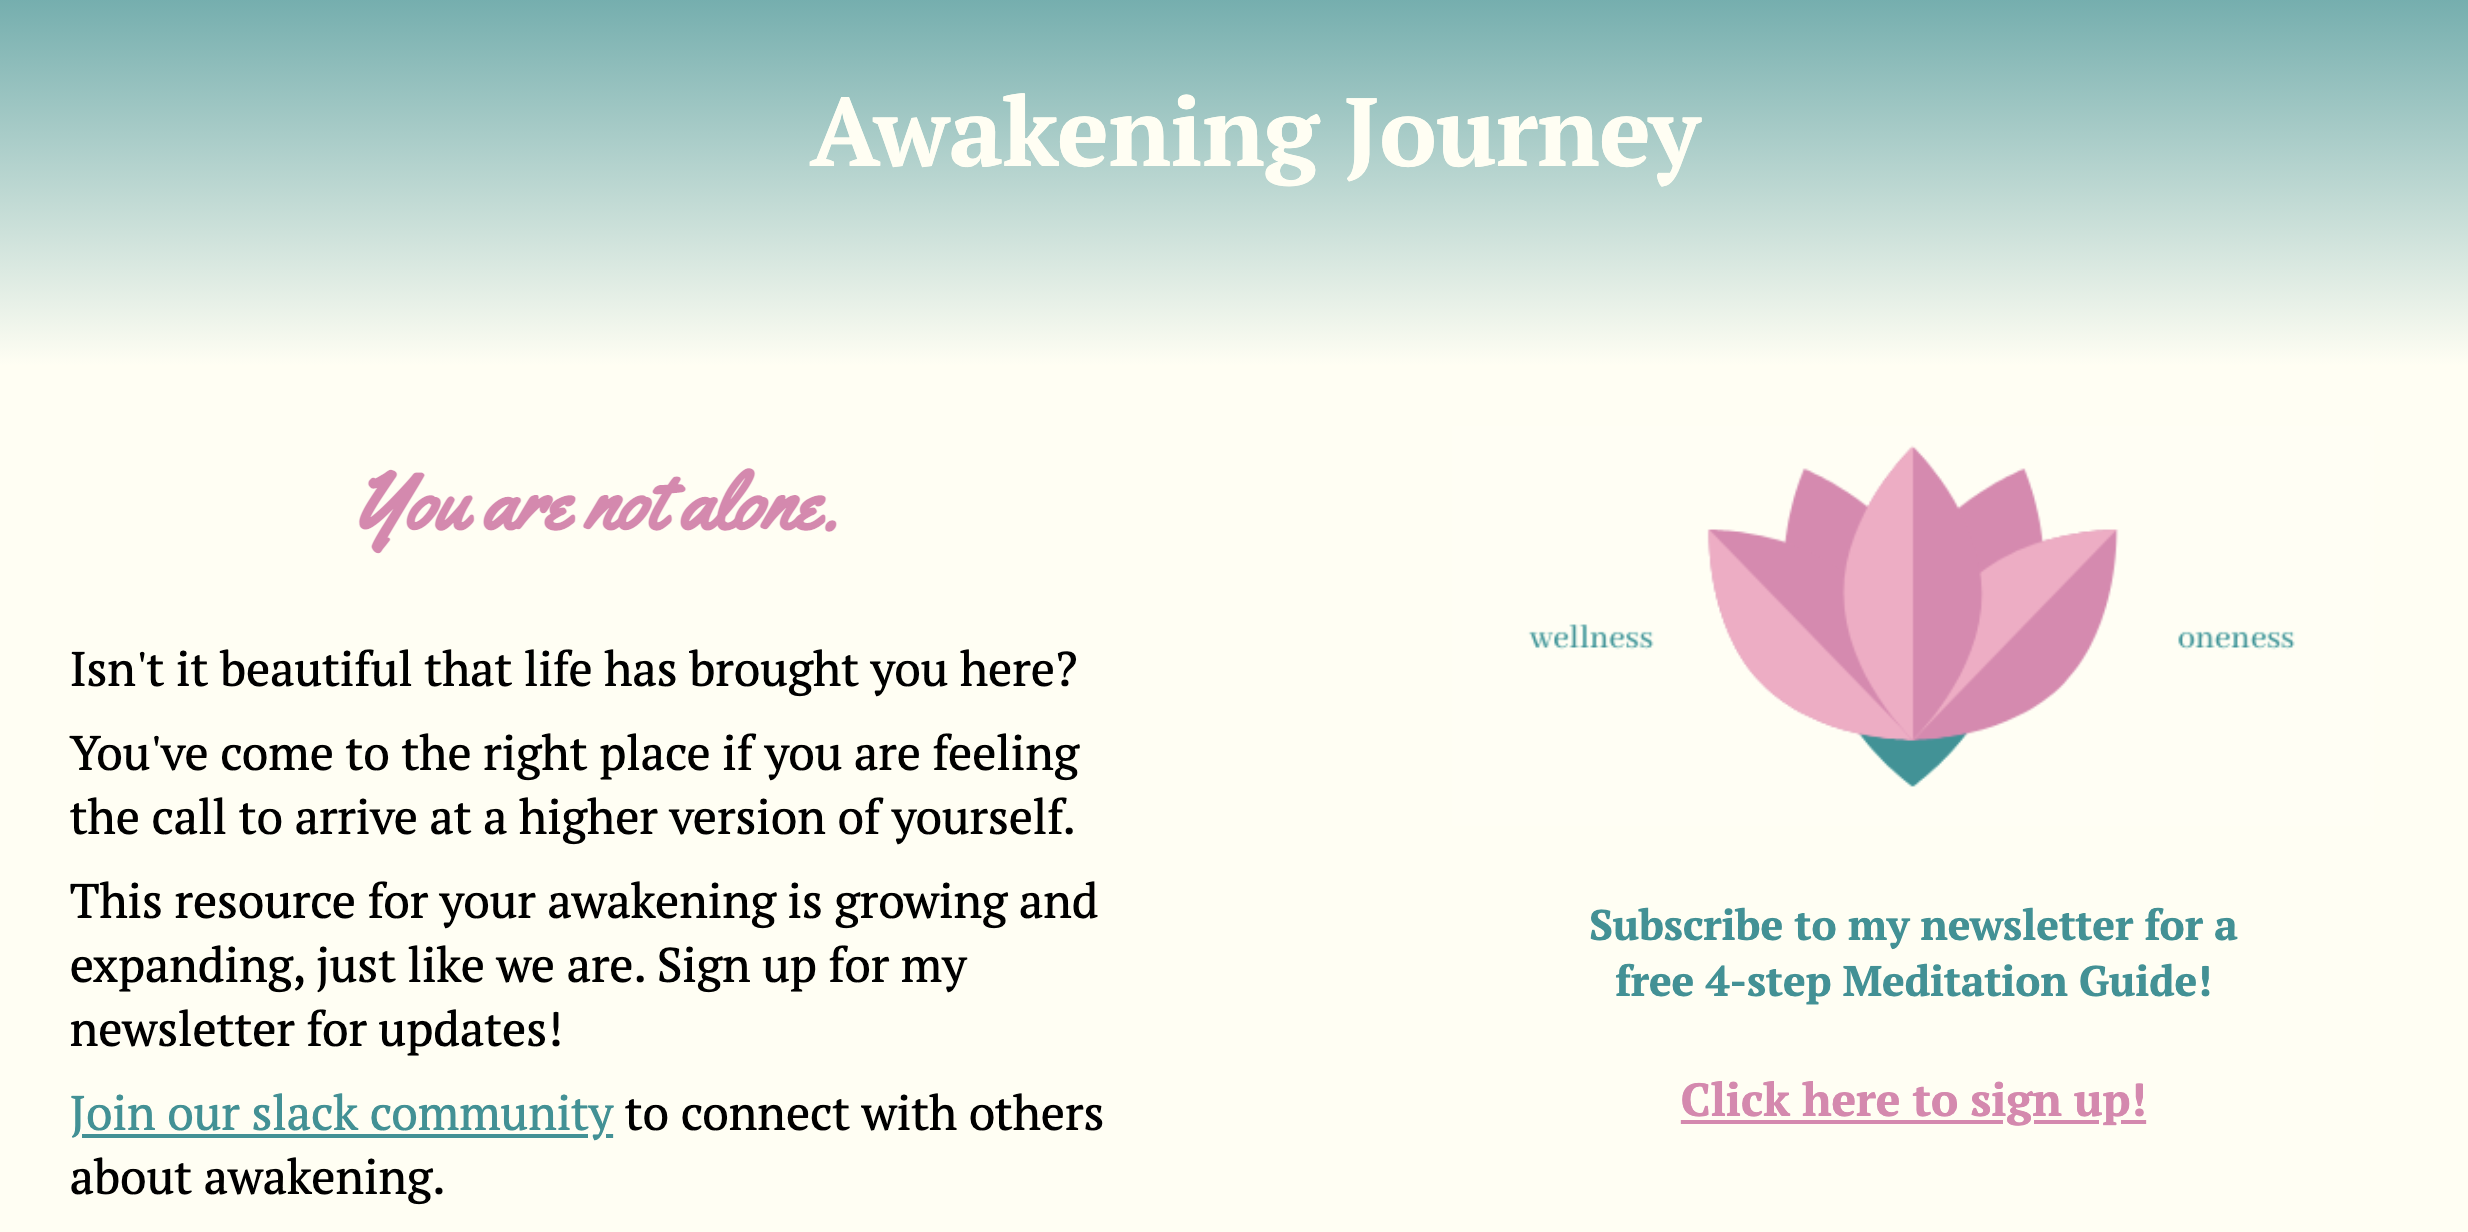 Awakening Journey
You are not alone.
Isn't it beautiful that life has brought you here?
You've come to the right place if you are feeling
the call to arrive at a higher version of yourself.
This resource for your awakening is growing and
expanding, just like we are. Sign up for my
newsletter for updates!
Join our slack community to connect with others
about awakening.
wellness
oneness
Subscribe to my newsletter for a
free 4-step Meditation Guide!
Click here to sign up!